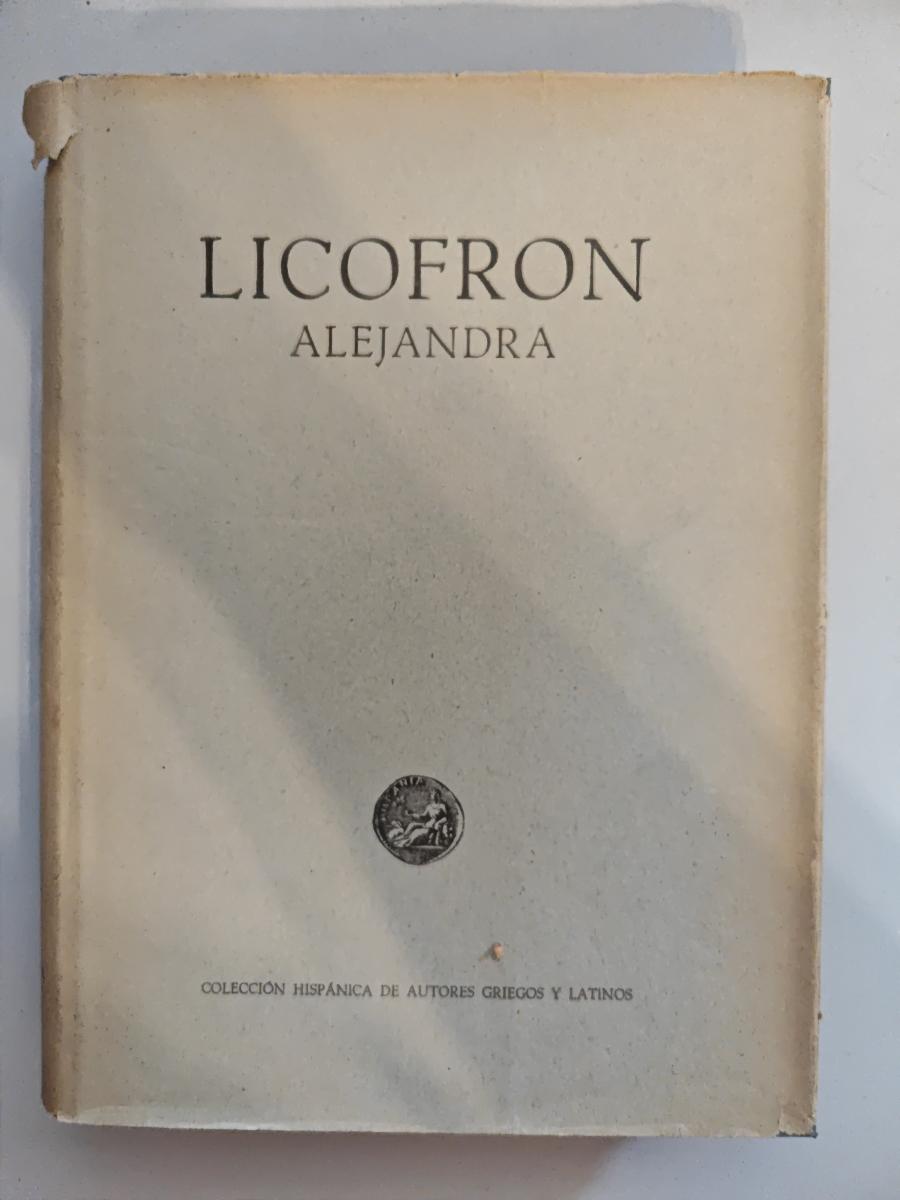 LICOFRON
ALEJANDRA
COLECCIÓN HISPÁNICA DE AUTORES GRIEGOS Y LATINOS